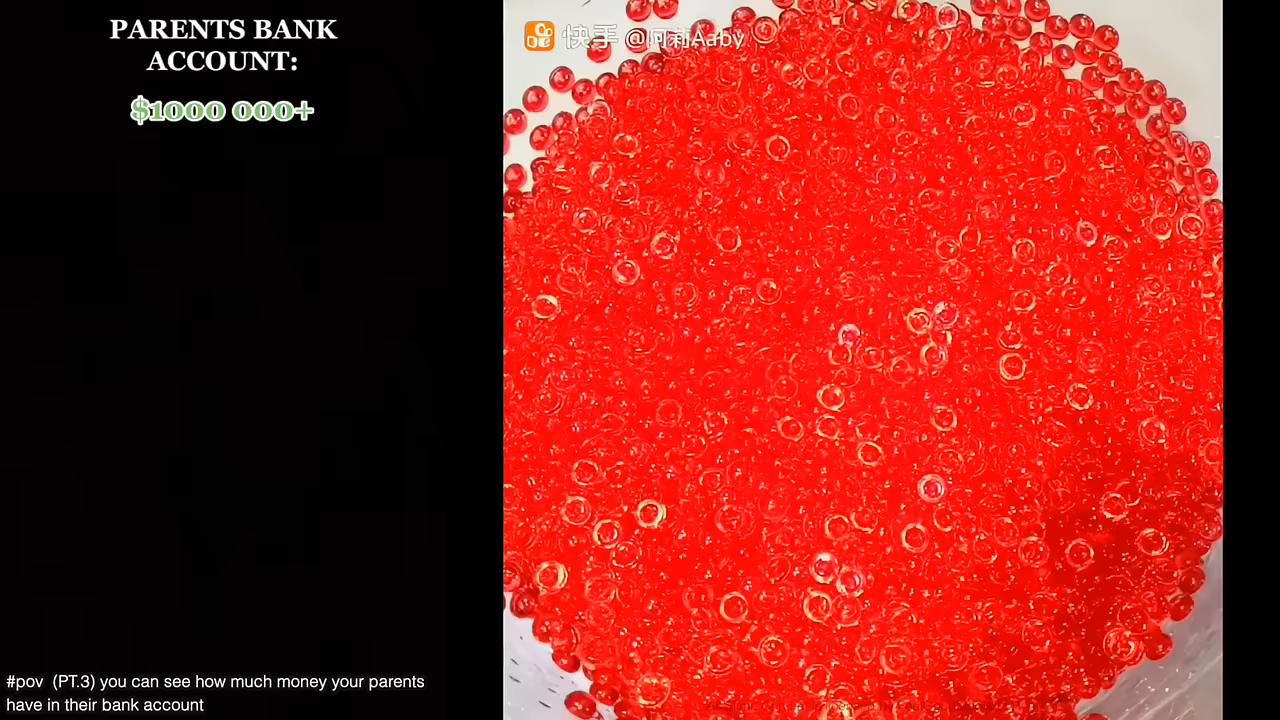 PARENTS BANK
ACCOUNT:
$1000 000+
快手 @阿莉Aaby
#pov (PT.3) you can see how much money your parents
have in their bank account